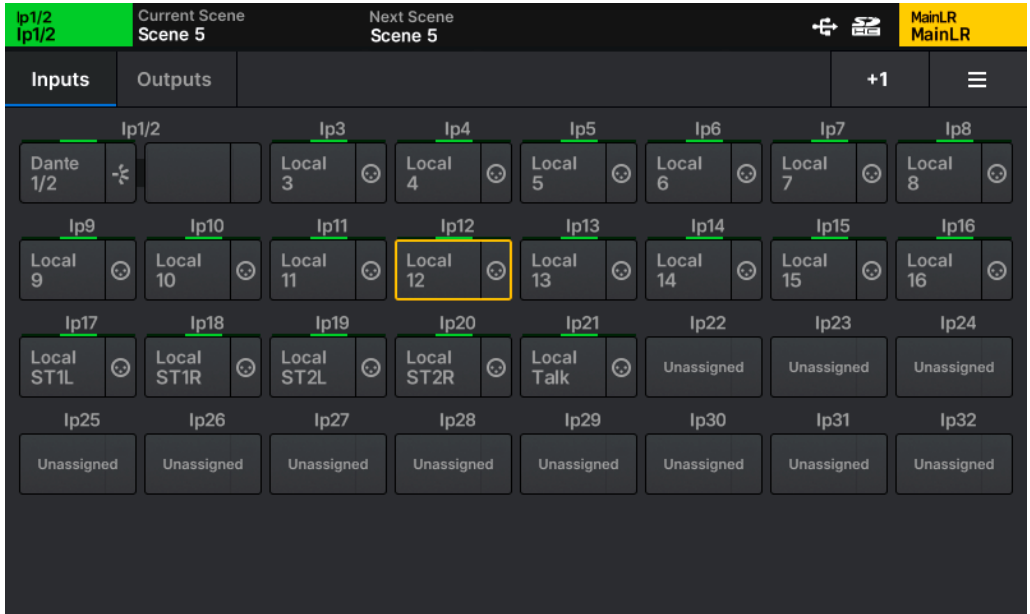 Ip1/2
Ip1/2
Current Scene
Scene 5
Next Scene
Scene 5
MainLR
MainLR
Inputs
Outputs
+1
Ip1/2 Ip3 Ip4 Ip5 Ip6 Ip7 Ip8
Dante Local Local Local Local Local Local
1/2 3 4 5 6 7 8
Ip9 Ip10 Ip11 Ip12 Ip13 Ip14 Ip15 Ip16
Local Local Local Local Local Local Local Local
9 10 11 12 13 14 15 16
Ip17 Ip18 Ip19 Ip20 Ip21 Ip22 Ip23 Ip24
Local Local Local Local Local Unassigned Unassigned Unassigned
ST1L ST1R ST2L ST2R Talk
Ip25 Ip26 Ip27 Ip28 Ip29 Ip30 Ip31 Ip32
Unassigned Unassigned Unassigned Unassigned Unassigned Unassigned Unassigned Unassigned